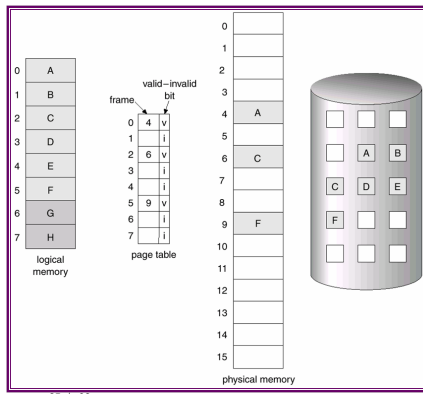 0 A
1 B
2 C
3 D
4 E
5 F
6 G
7 H
logical
memory
valid–invalid
frame bit
0 4 v
1 i
2 6 v
3 i
4 i
5 9 v
6 i
7 i
page table
0
1
2
3
4 A
5
6 C
7
8
9 F
10
11
12
13
14
15
physical memory
A B
C D E
F